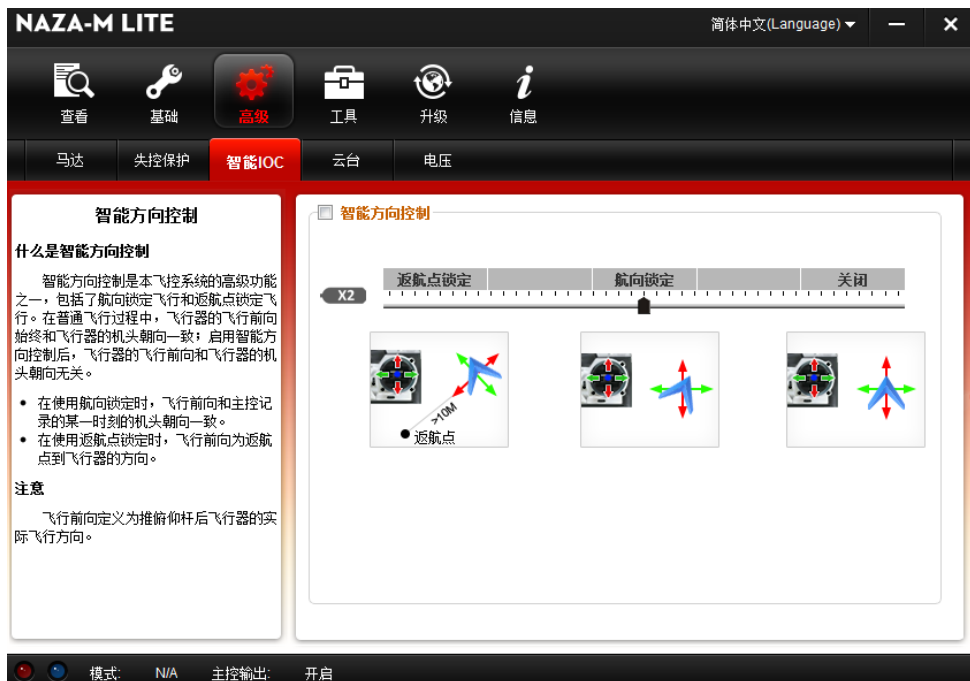 NAZA-M LITE
简体中文(Language)
查看 基础 高级 工具 升级 信息
马达 失控保护 智能IOC 云台 电压
智能方向控制
什么是智能方向控制
智能方向控制是本飞控系统的高级功能
之一，包括了航向锁定飞行和返航点锁定飞
行。在普通飞行过程中，飞行器的飞行前向
始终和飞行器的机头朝向一致；启用智能方
向控制后，飞行器的飞行前向和飞行器的机
头朝向无关。
• 在使用航向锁定时，飞行前向和主控记
录的某一时刻的机头朝向一致。
• 在使用返航点锁定时，飞行前向为返航
点到飞行器的方向。
注意
飞行前向定义为推俯仰杆后飞行器的实
际飞行方向。
智能方向控制
返航点锁定 航向锁定 关闭
X2
>10M
返航点
模式: N/A 主控输出: 开启